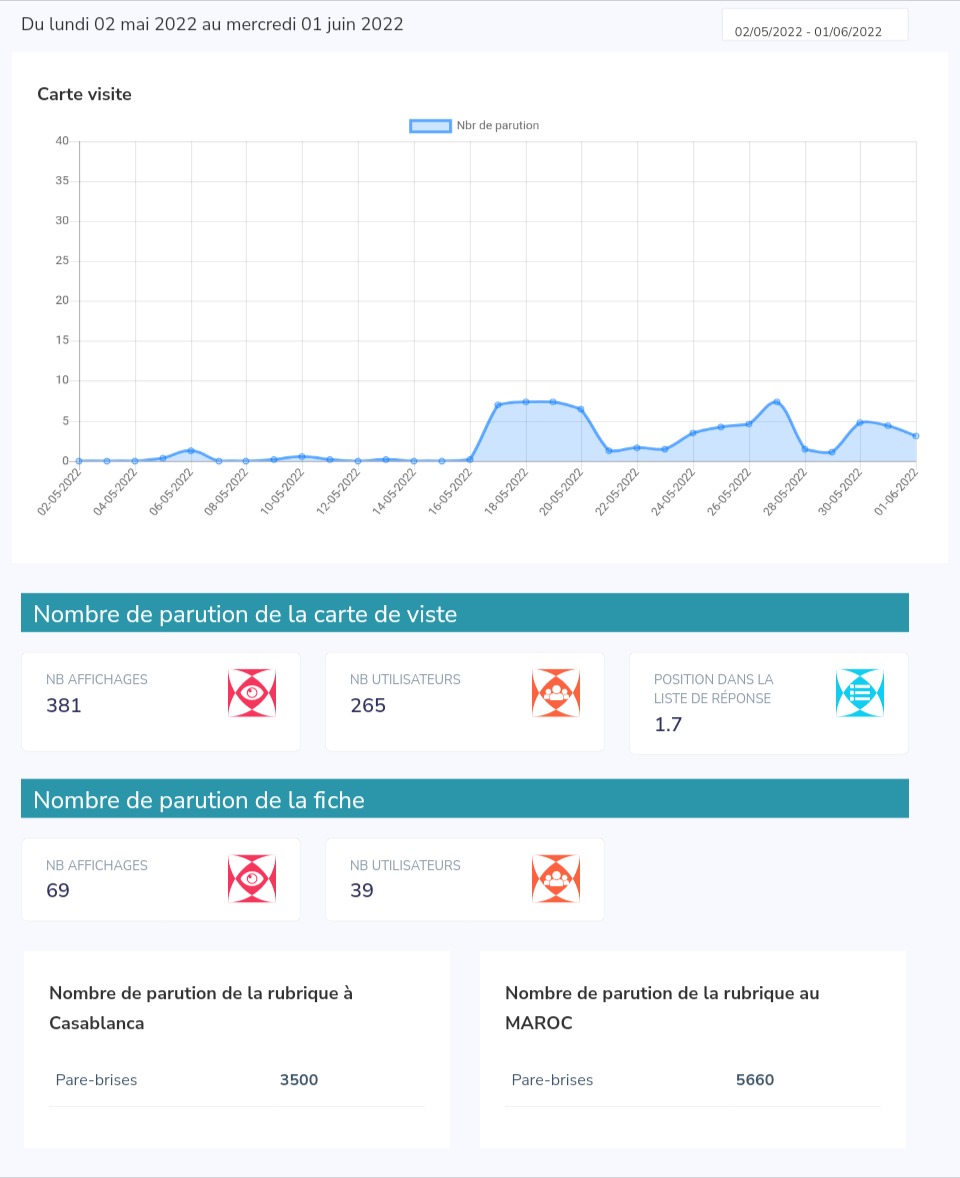 Du lundi 02 mai 2022 au mercredi 01 juin 2022
02/05/2022 - 01/06/2022
Carte visite
Nbr de parution
40
35
30
25
20
15
10
5
0
02-05-2022
04-05-2022
06-05-2022
08-05-2022
10-05-2022
12-05-2022
14-05-2022
16-05-2022
18-05-2022
20-05-2022
22-05-2022
24-05-2022
26-05-2022
28-05-2022
30-05-2022
01-06-2022
Nombre de parution de la carte de viste
NB AFFICHAGES
381
NB UTILISATEURS
265
POSITION DANS LA
LISTE DE RÉPONSE
1.7
Nombre de parution de la fiche
NB AFFICHAGES
69
NB UTILISATEURS
39
Nombre de parution de la rubrique à
Casablanca
Pare-brises 3500
Nombre de parution de la rubrique au
MAROC
Pare-brises 5660